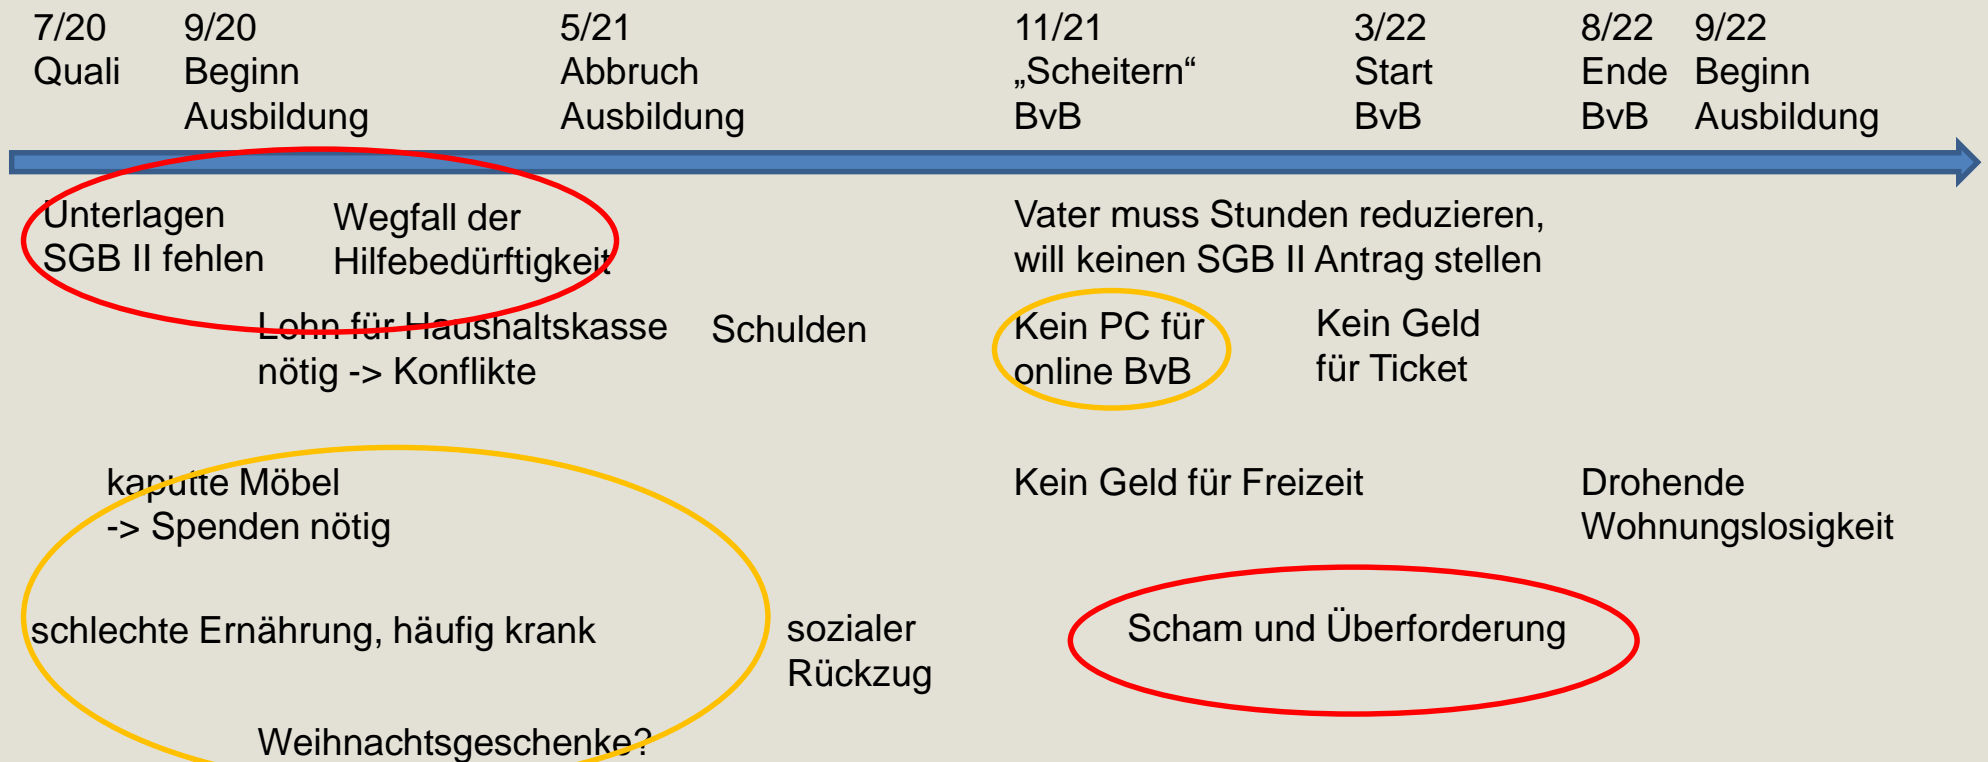 7/20
Quali
9/20
Beginn
Ausbildung
5/21
Abbruch
Ausbildung
11/21
„Scheitern“
BvB
3/22
Start
BvB
8/22
Ende
BvB
9/22
Beginn
Ausbildung
Unterlagen
SGB II fehlen
Wegfall der
Hilfebedürftigkeit
Vater muss Stunden reduzieren,
will keinen SGB II Antrag stellen
Lohn für Haushaltskasse
nötig -> Konflikte
Schulden
Kein PC für
online BvB
Kein Geld
für Ticket
kaputte Möbel
-> Spenden nötig
Kein Geld für Freizeit
Drohende
Wohnungslosigkeit
schlechte Ernährung, häufig krank
sozialer
Rückzug
Scham und Überforderung
Weihnachtsgeschenke?